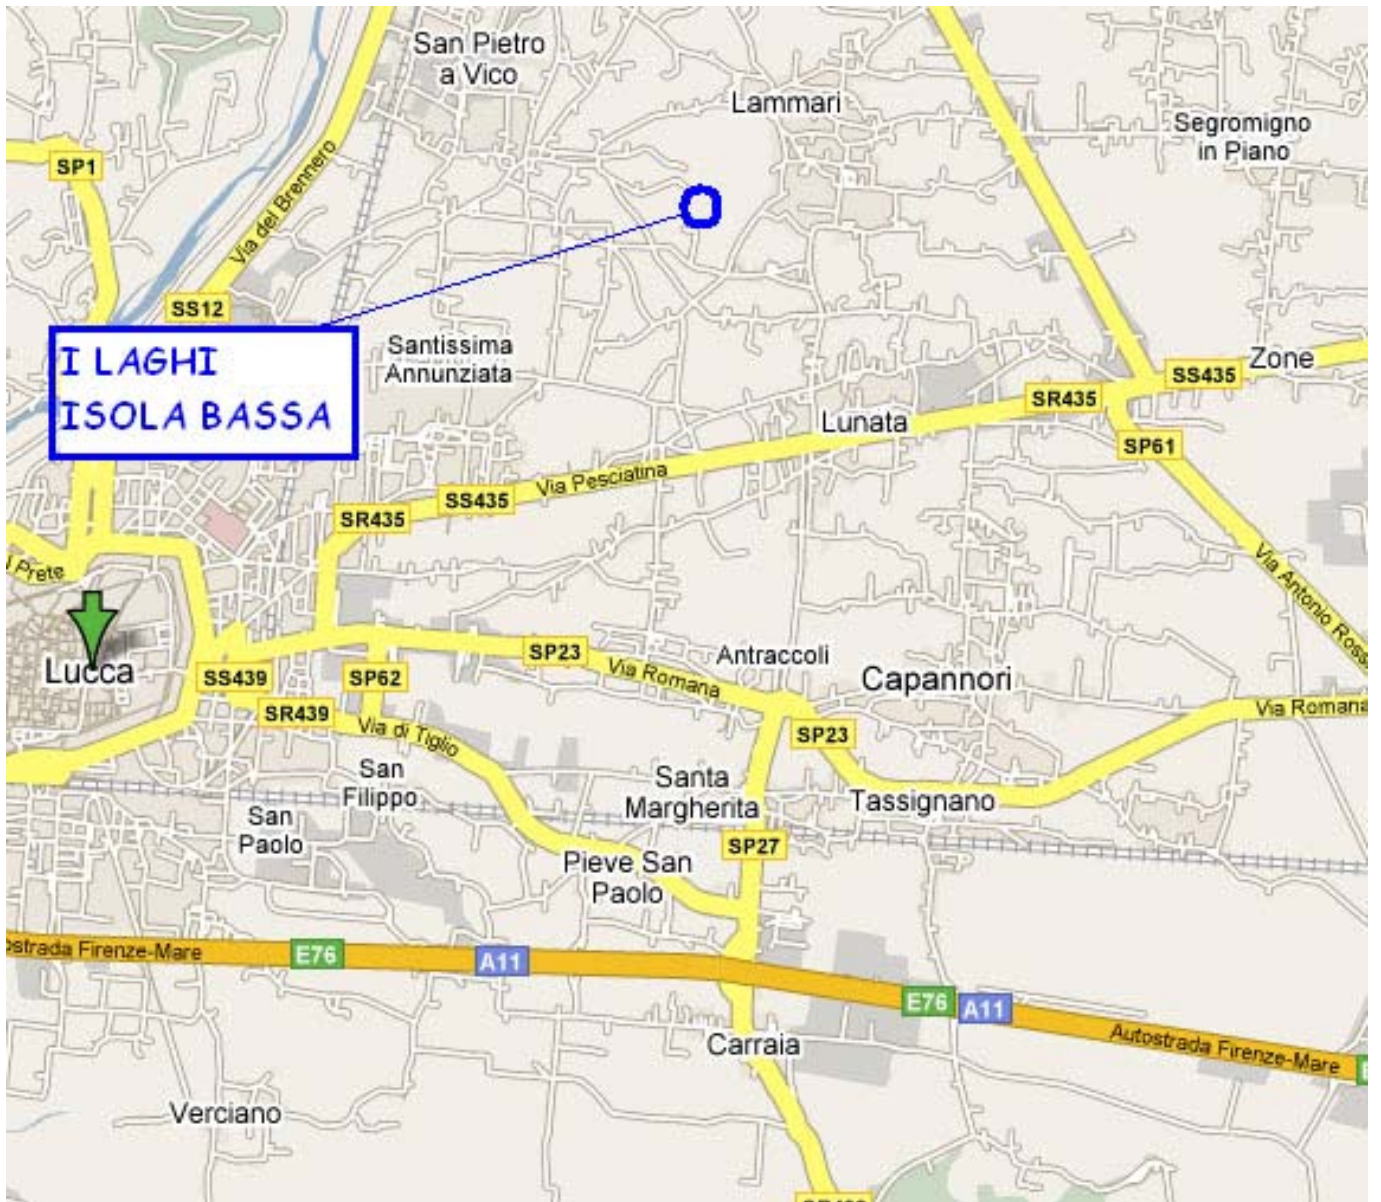 San Pietro
a Vico
Lammari
Segromigno
in Piano
SP1
Via del Brennero
SS12
I LAGHI
ISOLA BASSA
Santissima
Annunziata
Zone
SS435
SR435
Lunata
SP61
Via Pesciatina
SS435
SR435
Prete
Via Antonio Ross
Lucca
SP23
Antraccoli
Via Romana
Capannori
SS439
SP62
SR439
Via di Tiglio
SP23
Via Romana
San
Filippo
Santa
Margherita
Tassignano
San
Paolo
SP27
Pieve San
Paolo
ostrada Firenze-Mare
E76
A11
E76
A11
Autostrada Firenze-Mare
Carraia
Verciano